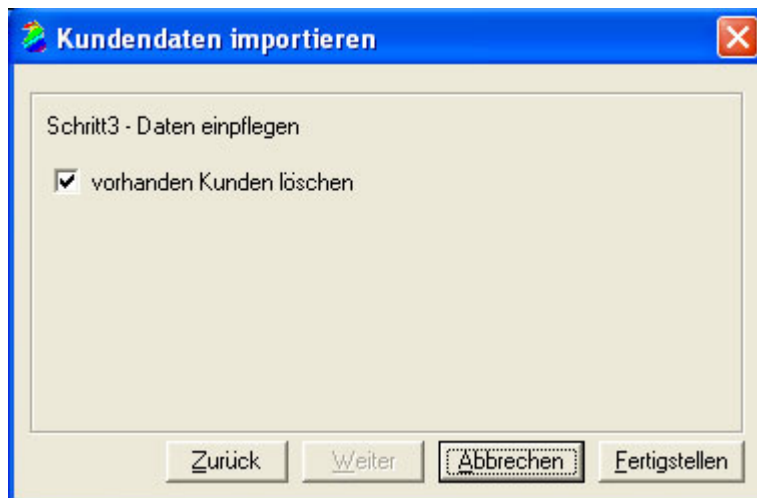 Kundendaten importieren
Schritt3 - Daten einpflegen
vorhanden Kunden löschen
Zurück Weiter Abbrechen Fertigstellen